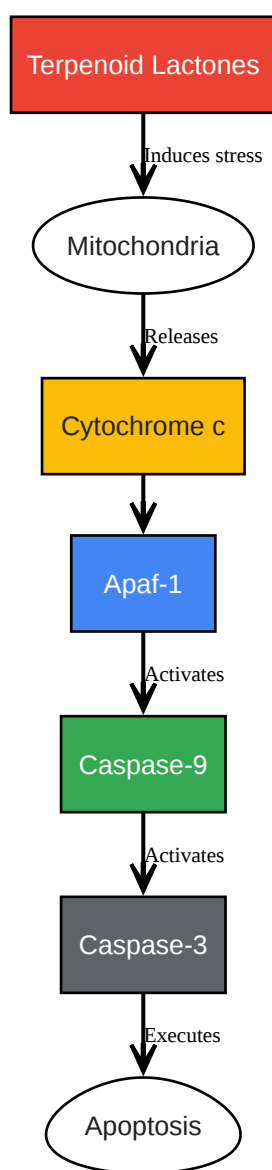 Terpenoid Lactones
Induces stress
Mitochondria
Releases
Cytochrome c
Apaf-1
Activates
Caspase-9
Activates
Caspase-3
Executes
Apoptosis